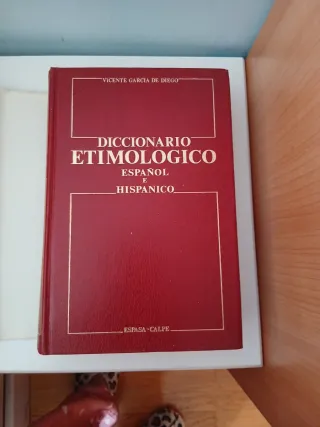 VICENTE GARCIA DE DIEGO
DICCIONARIO
ETIMOLOGICO
ESPAÑOL
E
HISPANICO
ESPASA-CALPE